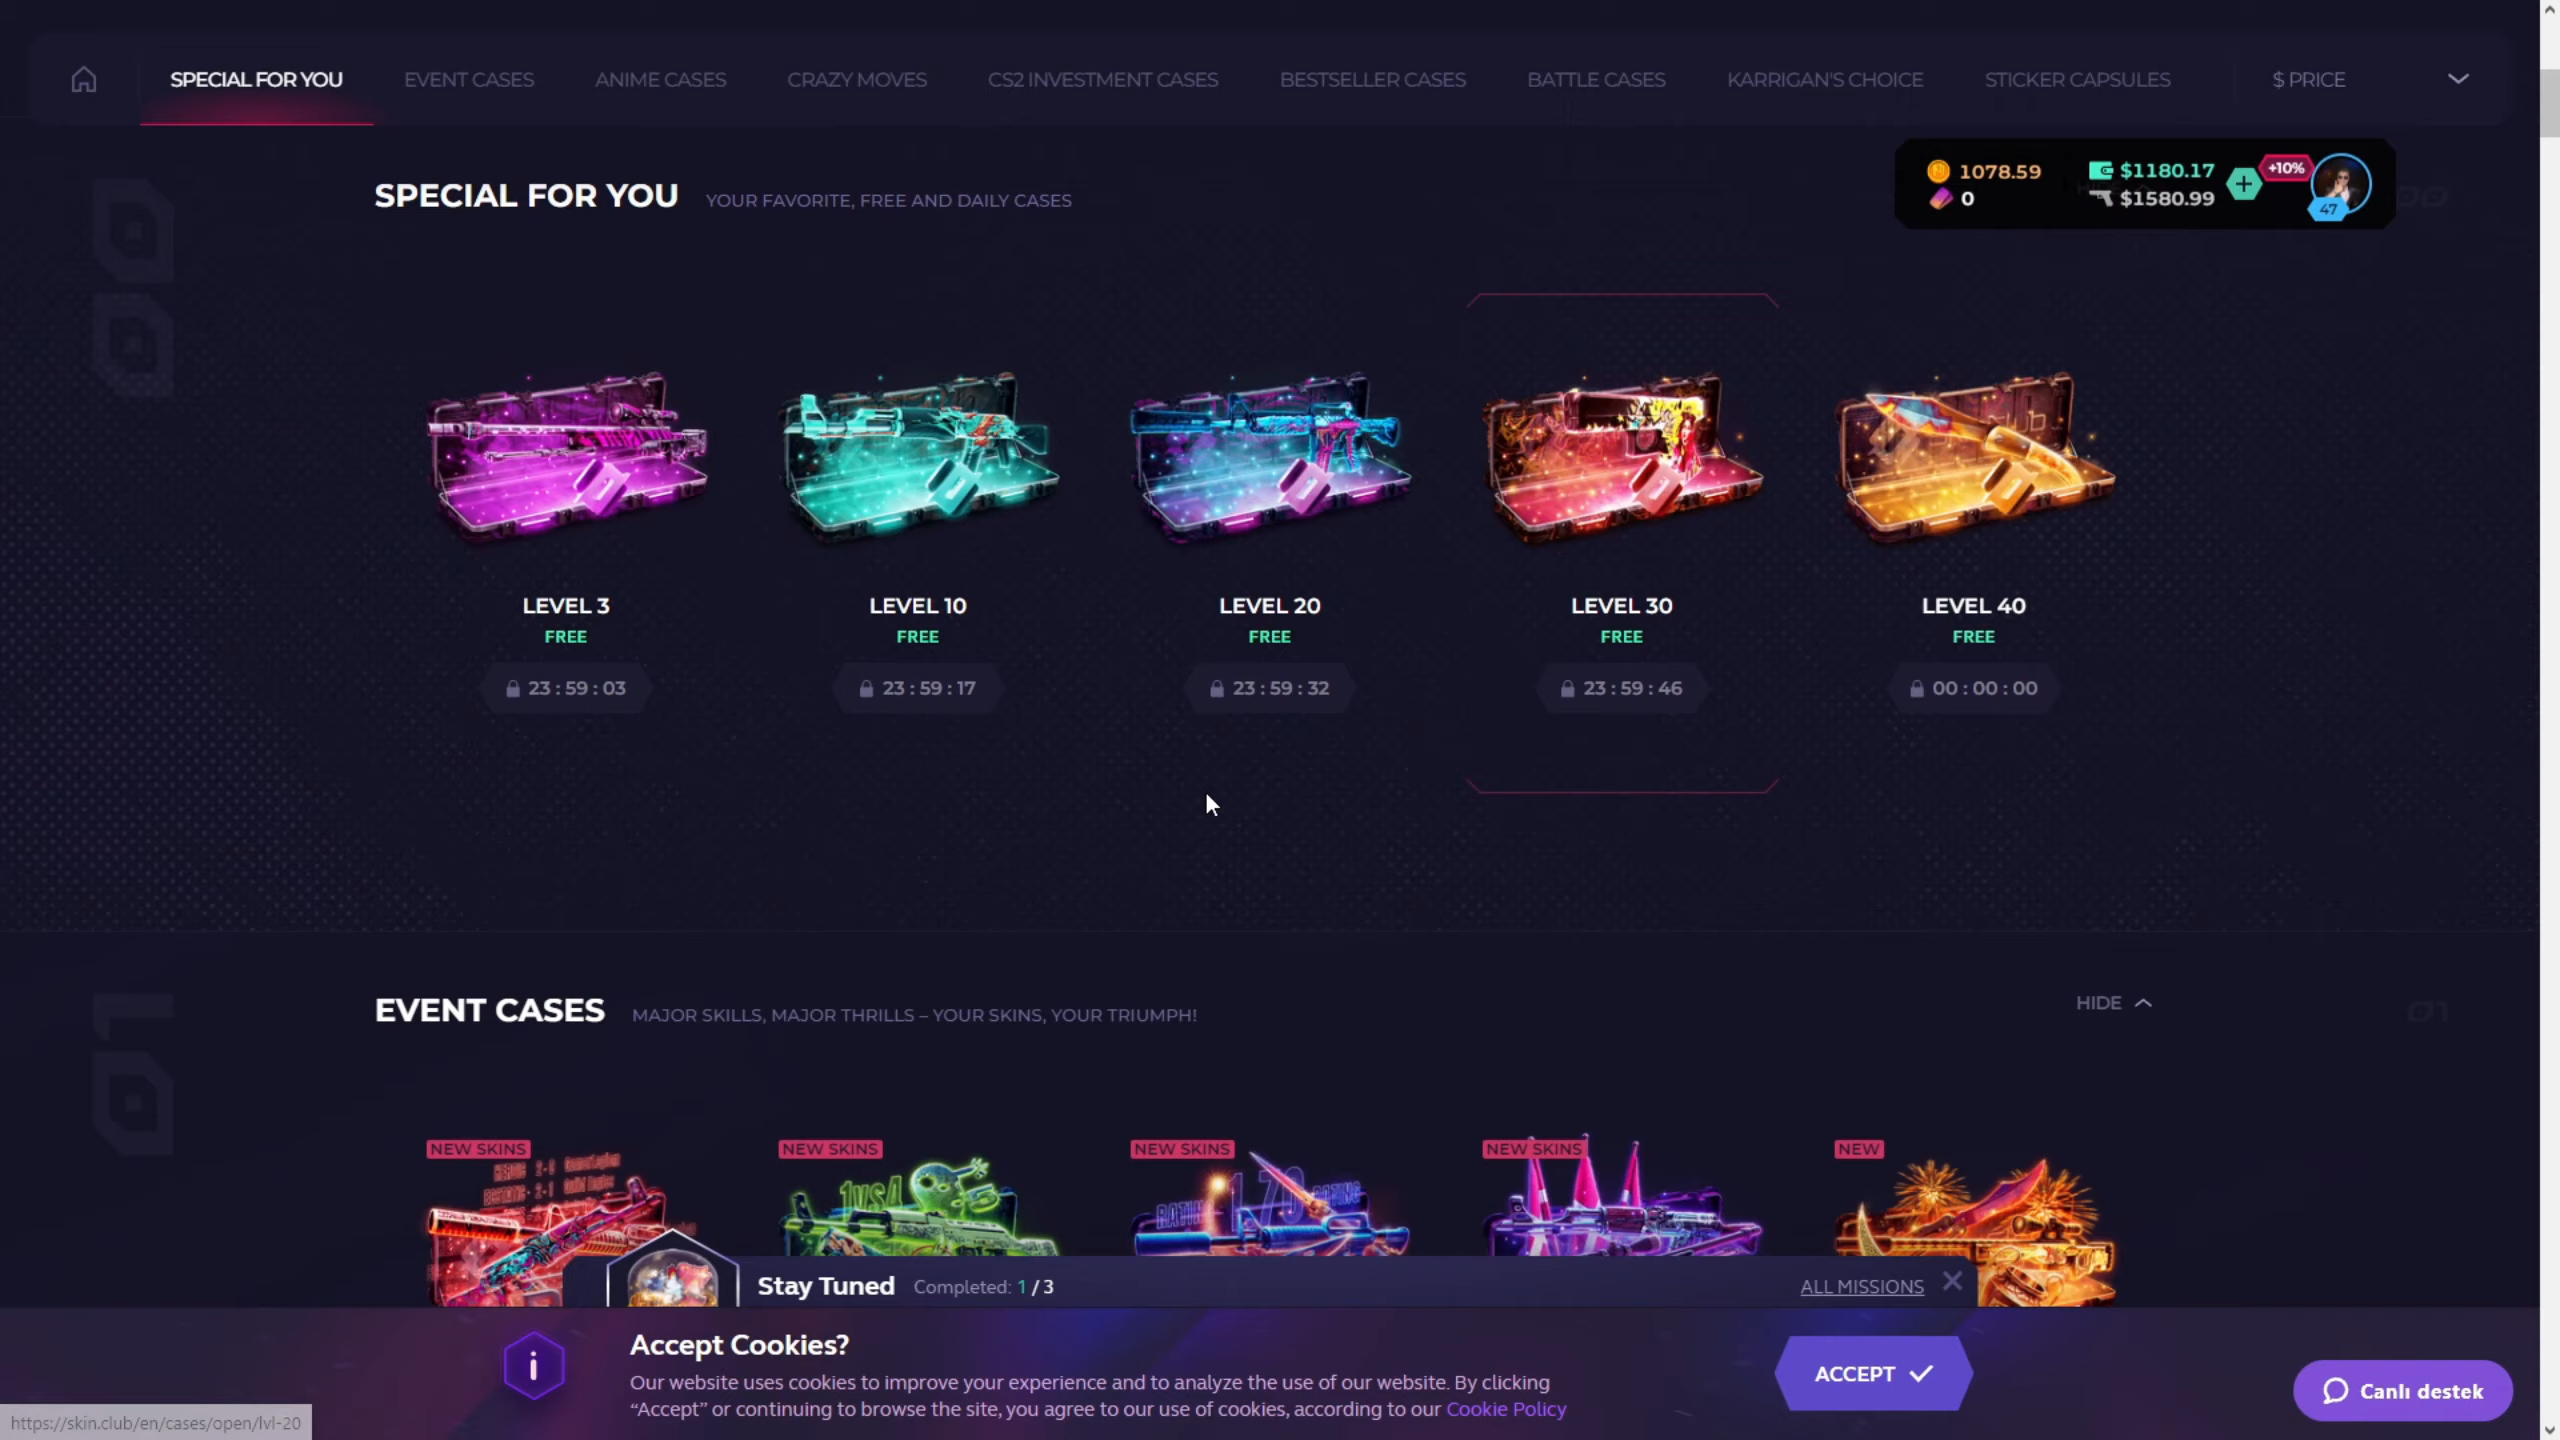 SPECIAL FOR YOU EVENT CASES ANIME CASES CRAZY MOVES CS2 INVESTMENT CASES BESTSELLER CASES BATTLE CASES KARRIGAN'S CHOICE STICKER CAPSULES $ PRICE
SPECIAL FOR YOU YOUR FAVORITE, FREE AND DAILY CASES
1078.59 $1180.17 +10%
0 $1580.99
47
00
00
LEVEL 3 LEVEL 10 LEVEL 20 LEVEL 30 LEVEL 40
FREE FREE FREE FREE FREE
23 : 59 : 03 23 : 59 : 17 23 : 59 : 32 23 : 59 : 46 00 : 00 : 00
01
EVENT CASES MAJOR SKILLS, MAJOR THRILLS – YOUR SKINS, YOUR TRIUMPH! HIDE 01
NEW SKINS NEW SKINS NEW SKINS NEW SKINS NEW
1VS4
Stay Tuned Completed: 1 / 3 ALL MISSIONS
Accept Cookies?
Our website uses cookies to improve your experience and to analyze the use of our website. By clicking
“Accept” or continuing to browse the site, you agree to our use of cookies, according to our Cookie Policy
ACCEPT
Canlı destek
https://skin.club/en/cases/open/lvl-20